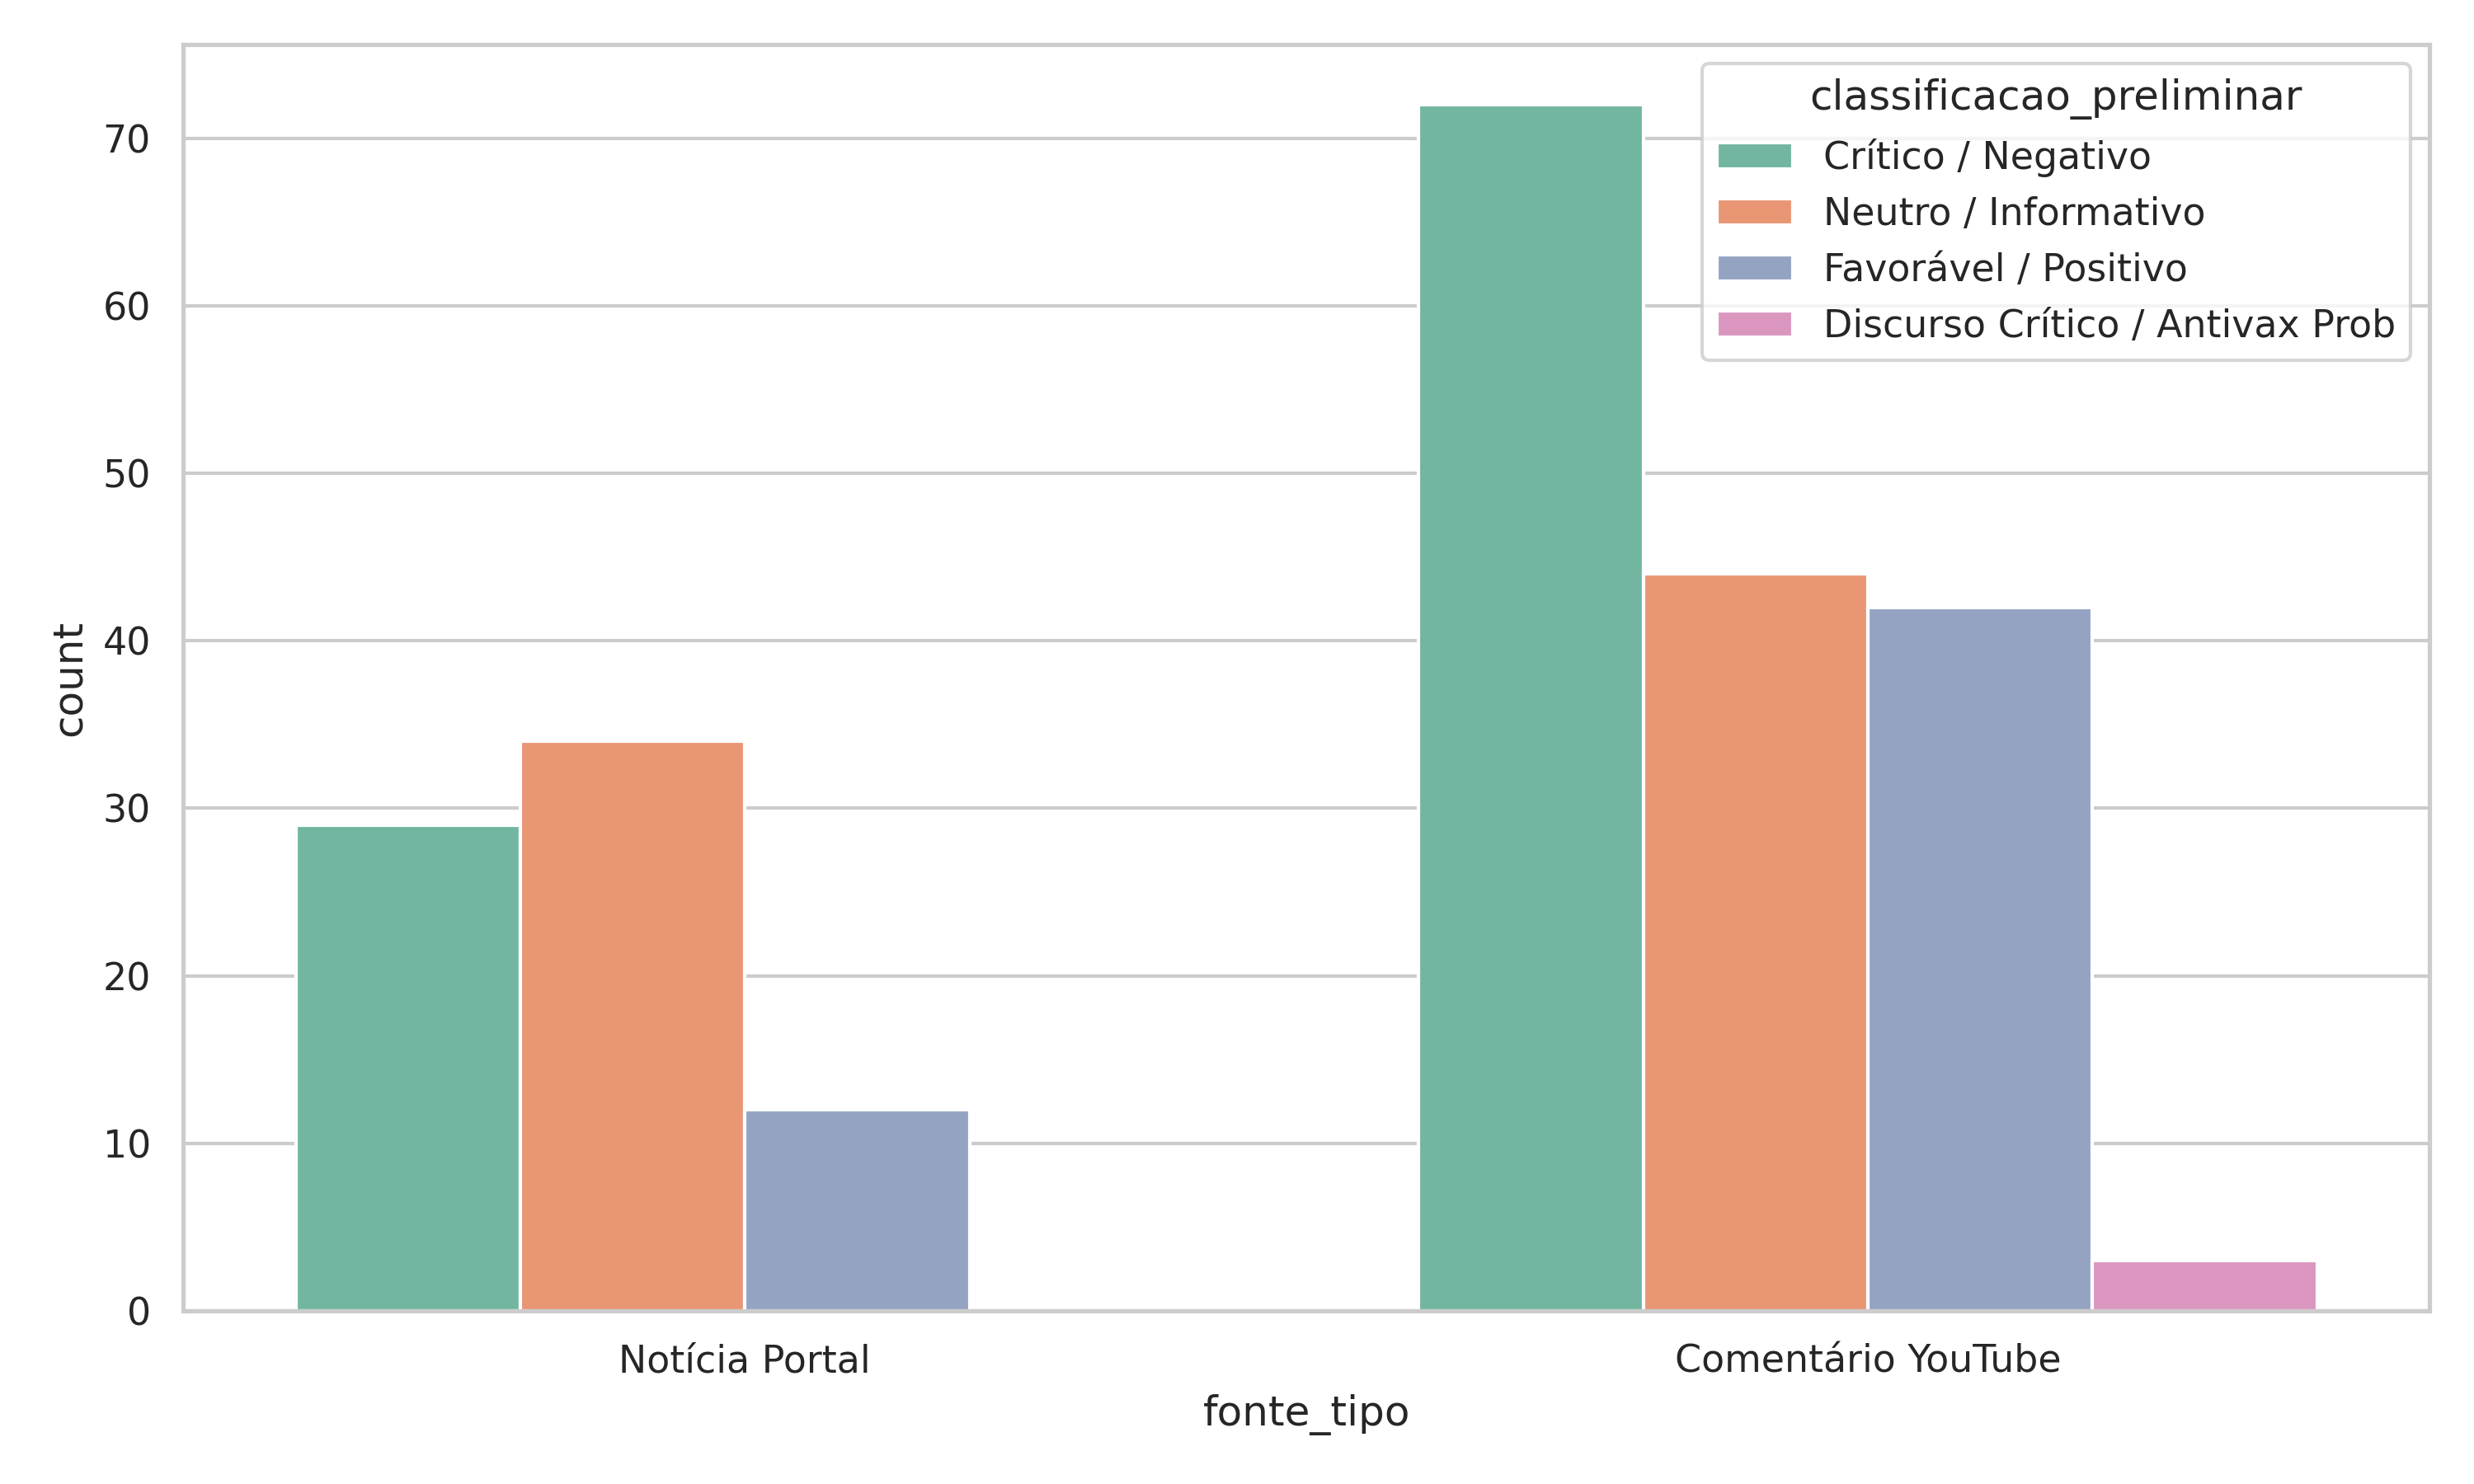 classificacao_preliminar
Crítico / Negativo
Neutro / Informativo
Favorável / Positivo
Discurso Crítico / Antivax Prob
70
60
50
40
30
20
10
0
count
Notícia Portal
Comentário YouTube
fonte_tipo